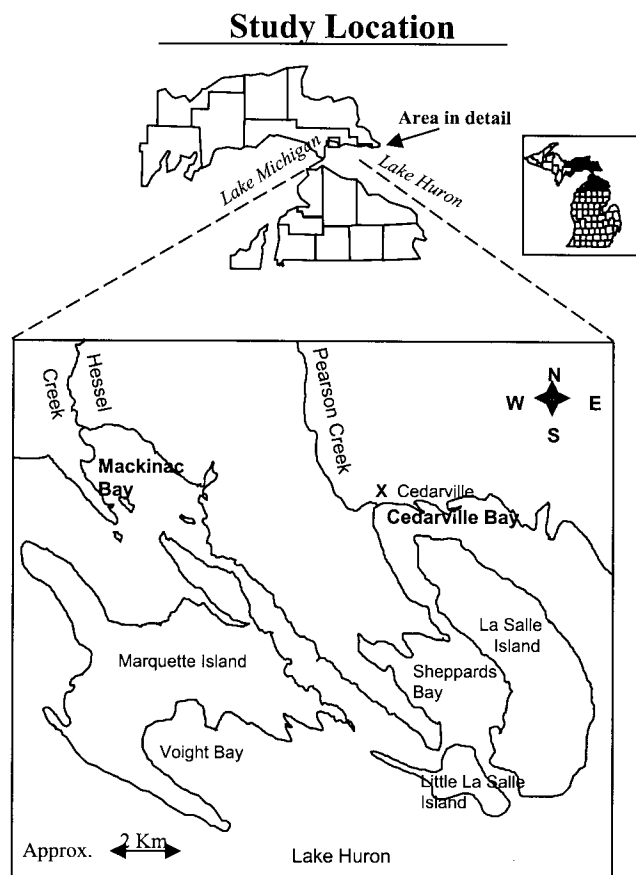 Study Location
Area in detail
Lake Michigan
Lake Huron
Hessel
Creek
Pearson Creek
N
W E
S
Mackinac
Bay
X Cedarville
Cedarville Bay
La Salle
Island
Marquette Island
Sheppards
Bay
Voight Bay
Little La Salle
Island
2 Km
Approx.
Lake Huron